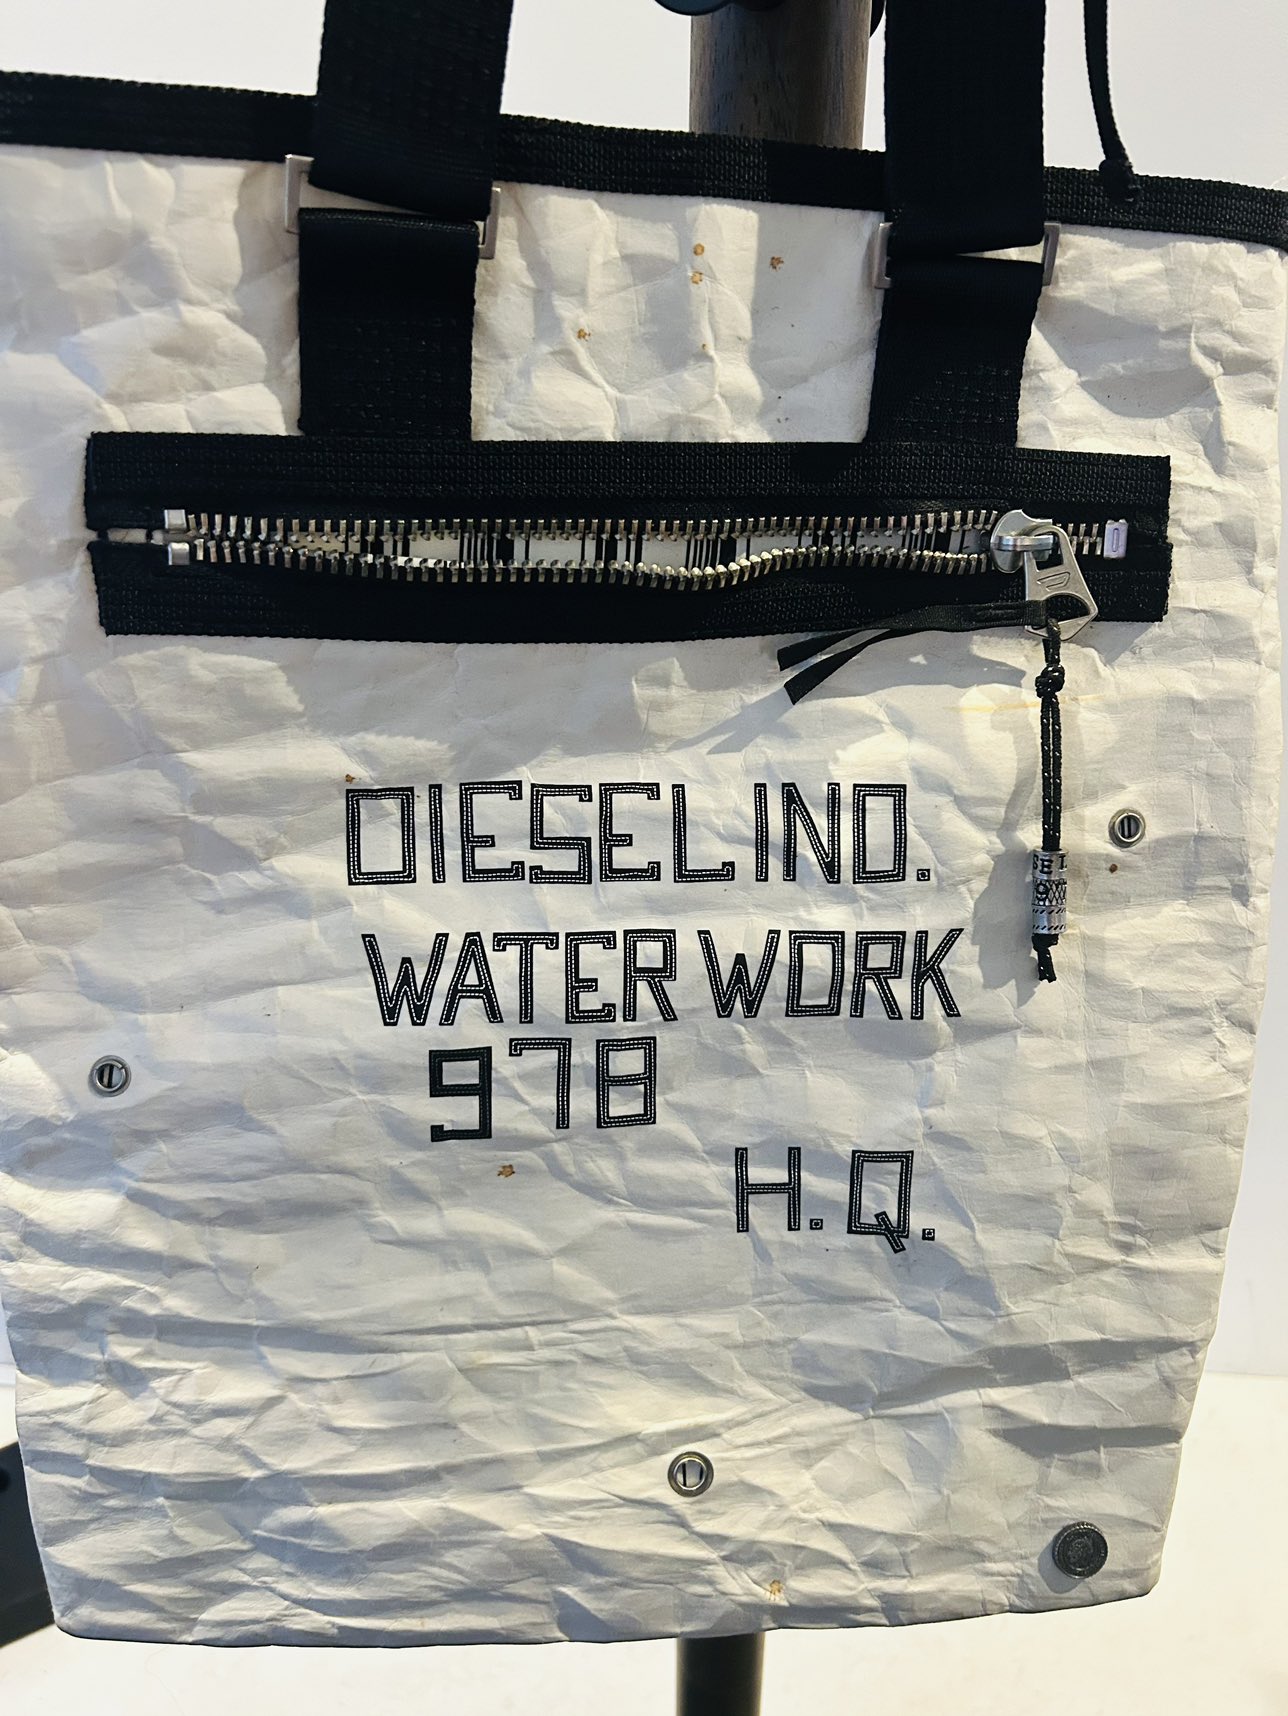 DIESEL IND.
WATER WORK
978
H.Q.